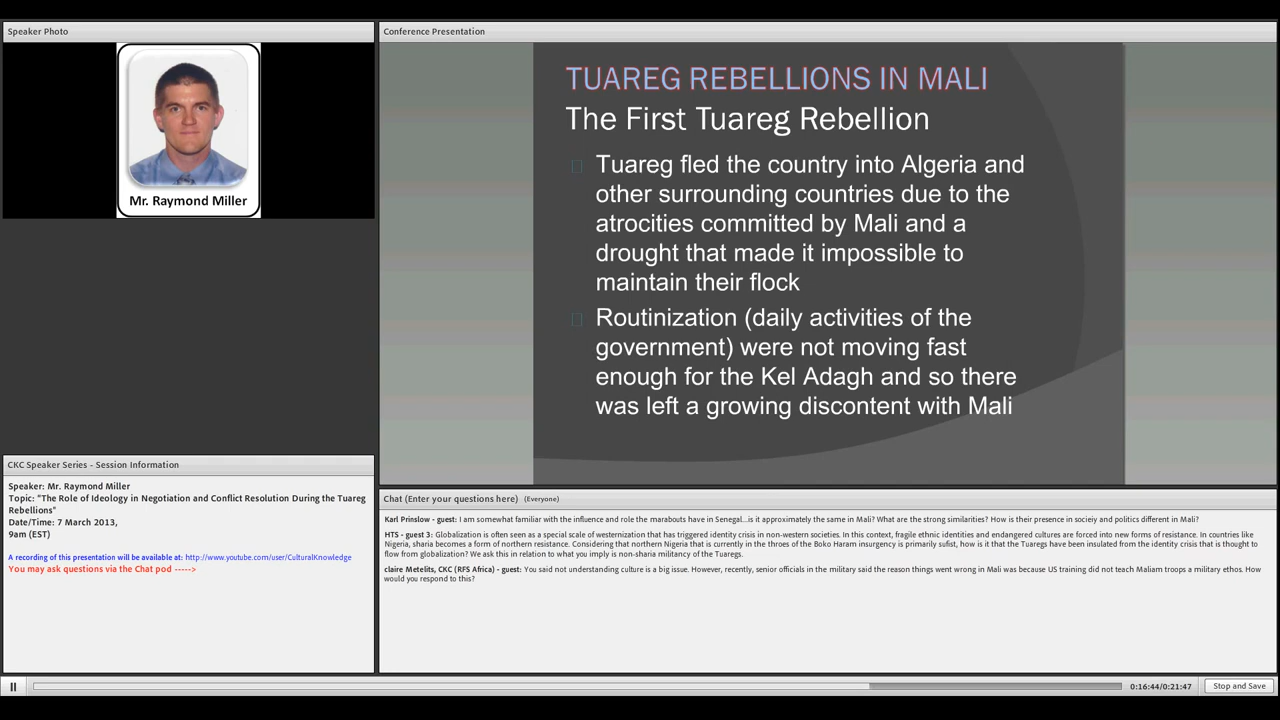 Speaker Photo
Mr. Raymond Miller
Conference Presentation
TUAREG REBELLIONS IN MALI
The First Tuareg Rebellion
Tuareg fled the country into Algeria and
other surrounding countries due to the
atrocities committed by Mali and a
drought that made it impossible to
maintain their flock
Routinization (daily activities of the
government) were not moving fast
enough for the Kel Adagh and so there
was left a growing discontent with Mali
CKC Speaker Series - Session Information
Speaker: Mr. Raymond Miller
Topic: "The Role of Ideology in Negotiation and Conflict Resolution During the Tuareg
Rebellions"
Date/Time: 7 March 2013,
9am (EST)
A recording of this presentation will be available at: http://www.youtube.com/user/CulturalKnowledge
You may ask questions via the Chat pod ----->
Chat (Enter your questions here) (Everyone)
Karl Prinslow - guest: I am somewhat familiar with the influence and role the marabouts have in Senegal...is it approximately the same in Mali? What are the strong similarities? How is their presence in socieiy and politics different in Mali?
HTS - guest 3: Globalization is often seen as a special scale of westernization that has triggered identity crisis in non-western societies. In this context, fragile ethnic identities and endangered cultures are forced into new forms of resistance. In countries like
Nigeria, sharia becomes a form of northern resistance. Considering that northern Nigeria that is currently in the throes of the Boko Haram insurgency is primarily sufist, how is it that the Tuaregs have been insulated from the identity crisis that is thought to
flow from globalization? We ask this in relation to what you imply is non-sharia militancy of the Tuaregs.
claire Metelits, CKC (RFS Africa) - guest: You said not understanding culture is a big issue. However, recently, senior officials in the military said the reason things went wrong in Mali was because US training did not teach Maliam troops a military ethos. How
would you respond to this?
0:16:44/0:21:47
Stop and Save